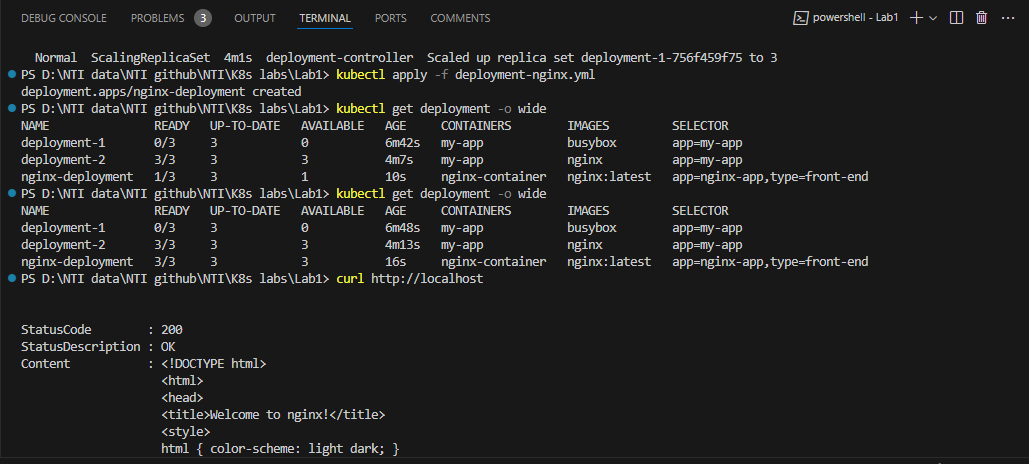 DEBUG CONSOLE PROBLEMS 3 OUTPUT TERMINAL PORTS COMMENTS powershell - Lab1
Normal ScalingReplicaSet 4m1s deployment-controller Scaled up replica set deployment-1-756f459f75 to 3
PS D:\NTI data\NTI github\NTI\K8s labs\Lab1> kubectl apply -f deployment-nginx.yml
deployment.apps/nginx-deployment created
PS D:\NTI data\NTI github\NTI\K8s labs\Lab1> kubectl get deployment -o wide
NAME READY UP-TO-DATE AVAILABLE AGE CONTAINERS IMAGES SELECTOR
deployment-1 0/3 3 0 6m42s my-app busybox app=my-app
deployment-2 3/3 3 3 4m7s my-app nginx app=my-app
nginx-deployment 1/3 3 1 10s nginx-container nginx:latest app=nginx-app,type=front-end
PS D:\NTI data\NTI github\NTI\K8s labs\Lab1> kubectl get deployment -o wide
NAME READY UP-TO-DATE AVAILABLE AGE CONTAINERS IMAGES SELECTOR
deployment-1 0/3 3 0 6m48s my-app busybox app=my-app
deployment-2 3/3 3 3 4m13s my-app nginx app=my-app
nginx-deployment 3/3 3 3 16s nginx-container nginx:latest app=nginx-app,type=front-end
PS D:\NTI data\NTI github\NTI\K8s labs\Lab1> curl http://localhost
StatusCode : 200
StatusDescription : OK
Content : <!DOCTYPE html>
<html>
<head>
<title>Welcome to nginx!</title>
<style>
html { color-scheme: light dark; }